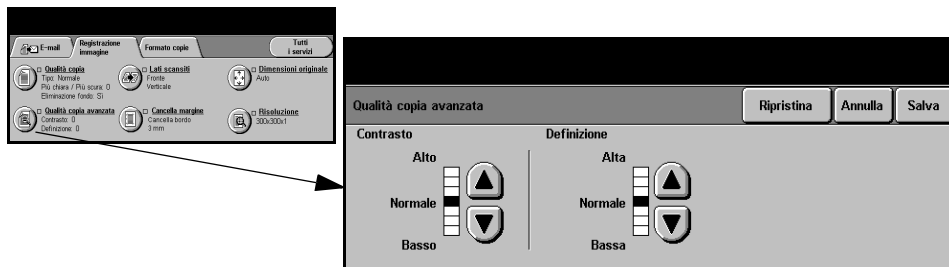 E-mail
Registrazione
immagine
Formato copie
Tutti
i servizi
Qualità copia
Tipo: Normale
Più chiara / Più scura: 0
Eliminazione fondo: Sì
Lati scansiti
Fronte
Verticale
Dimensioni originale
Auto
Qualità copia avanzata
Contrasto: 0
Definizione: 0
Cancella margine
Cancella bordo
3 mm
Risoluzione
300x300x1
Qualità copia avanzata
Ripristina
Annulla
Salva
Contrasto
Alto
Normale
Basso
Definizione
Alta
Normale
Bassa